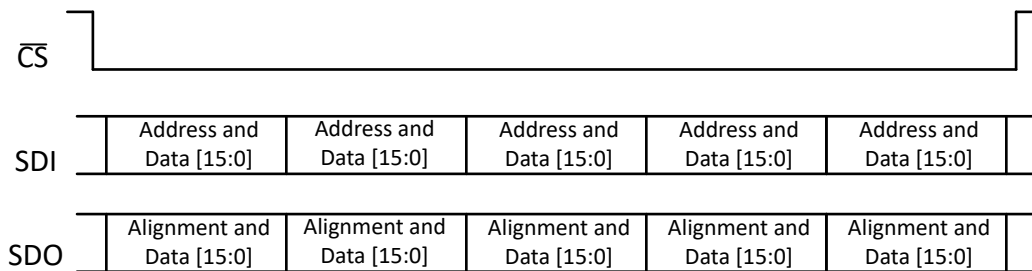 C̅S̅
SDI
Address and
Data [15:0]
Address and
Data [15:0]
Address and
Data [15:0]
Address and
Data [15:0]
Address and
Data [15:0]
SDO
Alignment and
Data [15:0]
Alignment and
Data [15:0]
Alignment and
Data [15:0]
Alignment and
Data [15:0]
Alignment and
Data [15:0]